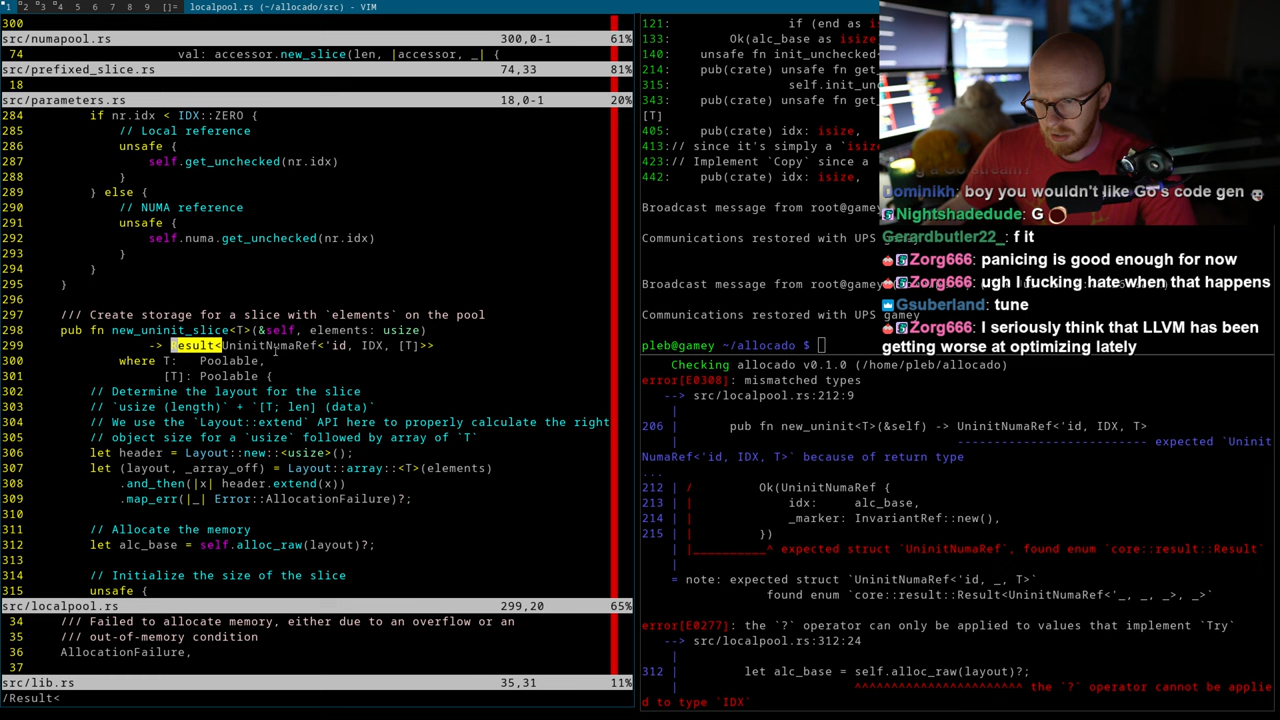 1 2 3 4 5 6 7 8 9 []= localpool.rs (~/allocado/src) - VIM
300
src/numapool.rs 300,0-1 61%
74 val: accessor.new_slice(len, |accessor, _| {
src/prefixed_slice.rs 74,33 81%
18
src/parameters.rs 18,0-1 20%
284 if nr.idx < IDX::ZERO {
285 // Local reference
286 unsafe {
287 self.get_unchecked(nr.idx)
288 }
289 } else {
290 // NUMA reference
291 unsafe {
292 self.numa.get_unchecked(nr.idx)
293 }
294 }
295 }
296
297 /// Create storage for a slice with `elements` on the pool
298 pub fn new_uninit_slice<T>(&self, elements: usize)
299 -> Result<UninitNumaRef<'id, IDX, [T]>>
300 where T: Poolable,
301 [T]: Poolable {
302 // Determine the layout for the slice
303 // `usize (length)` + `[T; len] (data)`
304 // We use the `Layout::extend` API here to properly calculate the right
305 // object size for a `usize` followed by array of `T`
306 let header = Layout::new::<usize>();
307 let (layout, _array_off) = Layout::array::<T>(elements)
308 .and_then(|x| header.extend(x))
309 .map_err(|_| Error::AllocationFailure)?;
310
311 // Allocate the memory
312 let alc_base = self.alloc_raw(layout)?;
313
314 // Initialize the size of the slice
315 unsafe {
src/localpool.rs 299,20 65%
34 /// Failed to allocate memory, either due to an overflow or an
35 /// out-of-memory condition
36 AllocationFailure,
37
src/lib.rs 35,31 11%
/Result<
121: if (end as is
133: Ok(alc_base as isize
140: unsafe fn init_unchecked
214: pub(crate) unsafe fn get_
315: self.init_unc
343: pub(crate) unsafe fn get_
[T]
405: pub(crate) idx: isize,
413:// since it's simply a `isize
423:// Implement `Copy` since a
442: pub(crate) idx: isize,
Broadcast message from root@gamey
Communications restored with UPS
Broadcast message from root@gamey
Communications restored with UPS gamey
pleb@gamey ~/allocado $
Checking allocado v0.1.0 (/home/pleb/allocado)
error[E0308]: mismatched types
--> src/localpool.rs:212:9
|
206 | pub fn new_uninit<T>(&self) -> UninitNumaRef<'id, IDX, T>
| -------------------------- expected `Uninit
NumaRef<'id, IDX, T>` because of return type
...
212 | / Ok(UninitNumaRef {
213 | | idx: alc_base,
214 | | _marker: InvariantRef::new(),
215 | | })
| |__________^ expected struct `UninitNumaRef`, found enum `core::result::Result`
|
= note: expected struct `UninitNumaRef<'id, _, T>`
found enum `core::result::Result<UninitNumaRef<'_, _, _>, _>`
error[E0277]: the `?` operator can only be applied to values that implement `Try`
--> src/localpool.rs:312:24
|
312 | let alc_base = self.alloc_raw(layout)?;
| ^^^^^^^^^^^^^^^^^^^^^^^ the `?` operator cannot be applie
d to type `IDX`
Dominikh: boy you wouldn't like Go's code gen
Nightshadedude: G
Gerardbutler22_: f it
Zorg666: panicing is good enough for now
Zorg666: ugh I fucking hate when that happens
Gsuberland: tune
Zorg666: I seriously think that LLVM has been
getting worse at optimizing lately